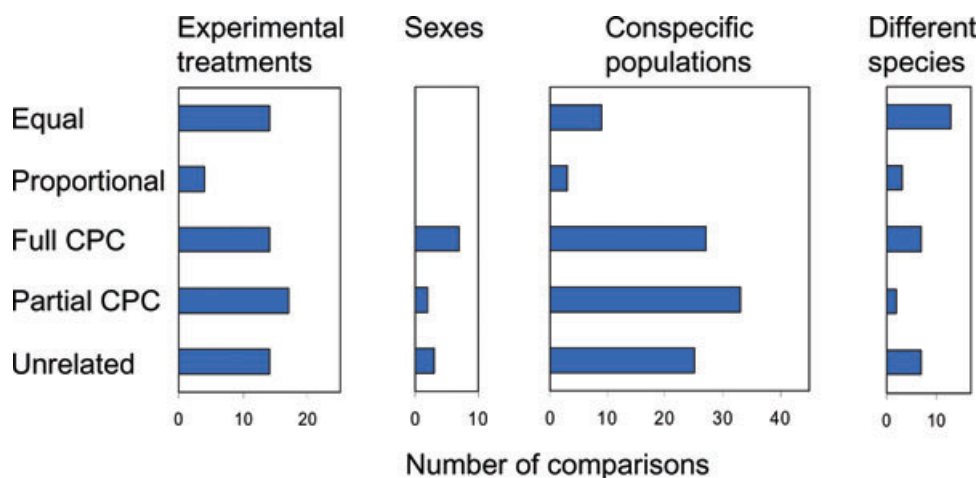 Experimental
treatments
Sexes
Conspecific
populations
Different
species
Equal
Proportional
Full CPC
Partial CPC
Unrelated
0 10 20
0 10
0 10 20 30 40
0 10
Number of comparisons